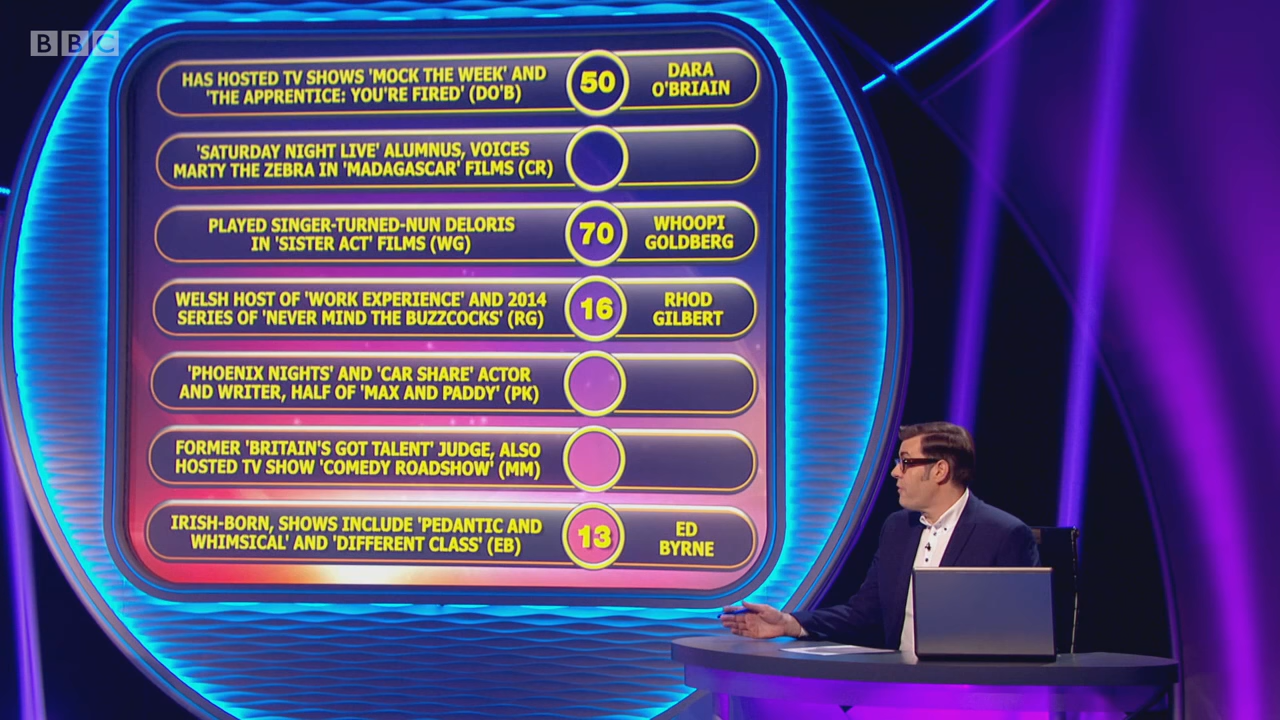 BBC
HAS HOSTED TV SHOWS 'MOCK THE WEEK' AND
'THE APPRENTICE: YOU'RE FIRED' (DO'B)
50
DARA
O'BRIAIN
'SATURDAY NIGHT LIVE' ALUMNUS, VOICES
MARTY THE ZEBRA IN 'MADAGASCAR' FILMS (CR)
PLAYED SINGER-TURNED-NUN DELORIS
IN 'SISTER ACT' FILMS (WG)
70
WHOOPI
GOLDBERG
WELSH HOST OF 'WORK EXPERIENCE' AND 2014
SERIES OF 'NEVER MIND THE BUZZCOCKS' (RG)
16
RHOD
GILBERT
'PHOENIX NIGHTS' AND 'CAR SHARE' ACTOR
AND WRITER, HALF OF 'MAX AND PADDY' (PK)
FORMER 'BRITAIN'S GOT TALENT' JUDGE, ALSO
HOSTED TV SHOW 'COMEDY ROADSHOW' (MM)
IRISH-BORN, SHOWS INCLUDE 'PEDANTIC AND
WHIMSICAL' AND 'DIFFERENT CLASS' (EB)
13
ED
BYRNE